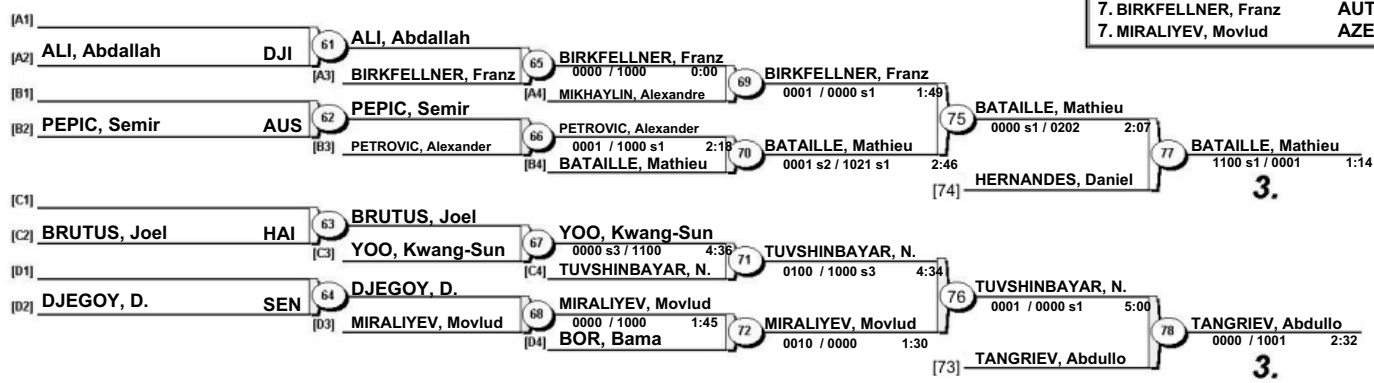 7. BIRKFELLNER, Franz AUT
7. MIRALIYEV, Movlud AZE
[A1]
[A2] ALI, Abdallah DJI
61
ALI, Abdallah
[A3] BIRKFELLNER, Franz
65
BIRKFELLNER, Franz
0000 / 1000 0:00
[A4] MIKHAYLIN, Alexandre
69
BIRKFELLNER, Franz
0001 / 0000 s1 1:49
[B1]
[B2] PEPIC, Semir AUS
62
PEPIC, Semir
[B3] PETROVIC, Alexander
66
PETROVIC, Alexander
0001 / 1000 s1 2:18
[B4] BATAILLE, Mathieu
70
BATAILLE, Mathieu
0001 s2 / 1021 s1 2:46
75
BATAILLE, Mathieu
0000 s1 / 0202 2:07
[74] HERNANDES, Daniel
77
BATAILLE, Mathieu
1100 s1 / 0001 1:14
3.
[C1]
[C2] BRUTUS, Joel HAI
63
BRUTUS, Joel
[C3] YOO, Kwang-Sun
67
YOO, Kwang-Sun
0000 s3 / 1100 4:36
[C4] TUVSHINBAYAR, N.
71
TUVSHINBAYAR, N.
0100 / 1000 s3 4:34
[D1]
[D2] DJEGOY, D. SEN
64
DJEGOY, D.
[D3] MIRALIYEV, Movlud
68
MIRALIYEV, Movlud
0000 / 1000 1:45
[D4] BOR, Bama
72
MIRALIYEV, Movlud
0010 / 0000 1:30
76
TUVSHINBAYAR, N.
0001 / 0000 s1 5:00
[73] TANGRIEV, Abdullo
78
TANGRIEV, Abdullo
0000 / 1001 2:32
3.